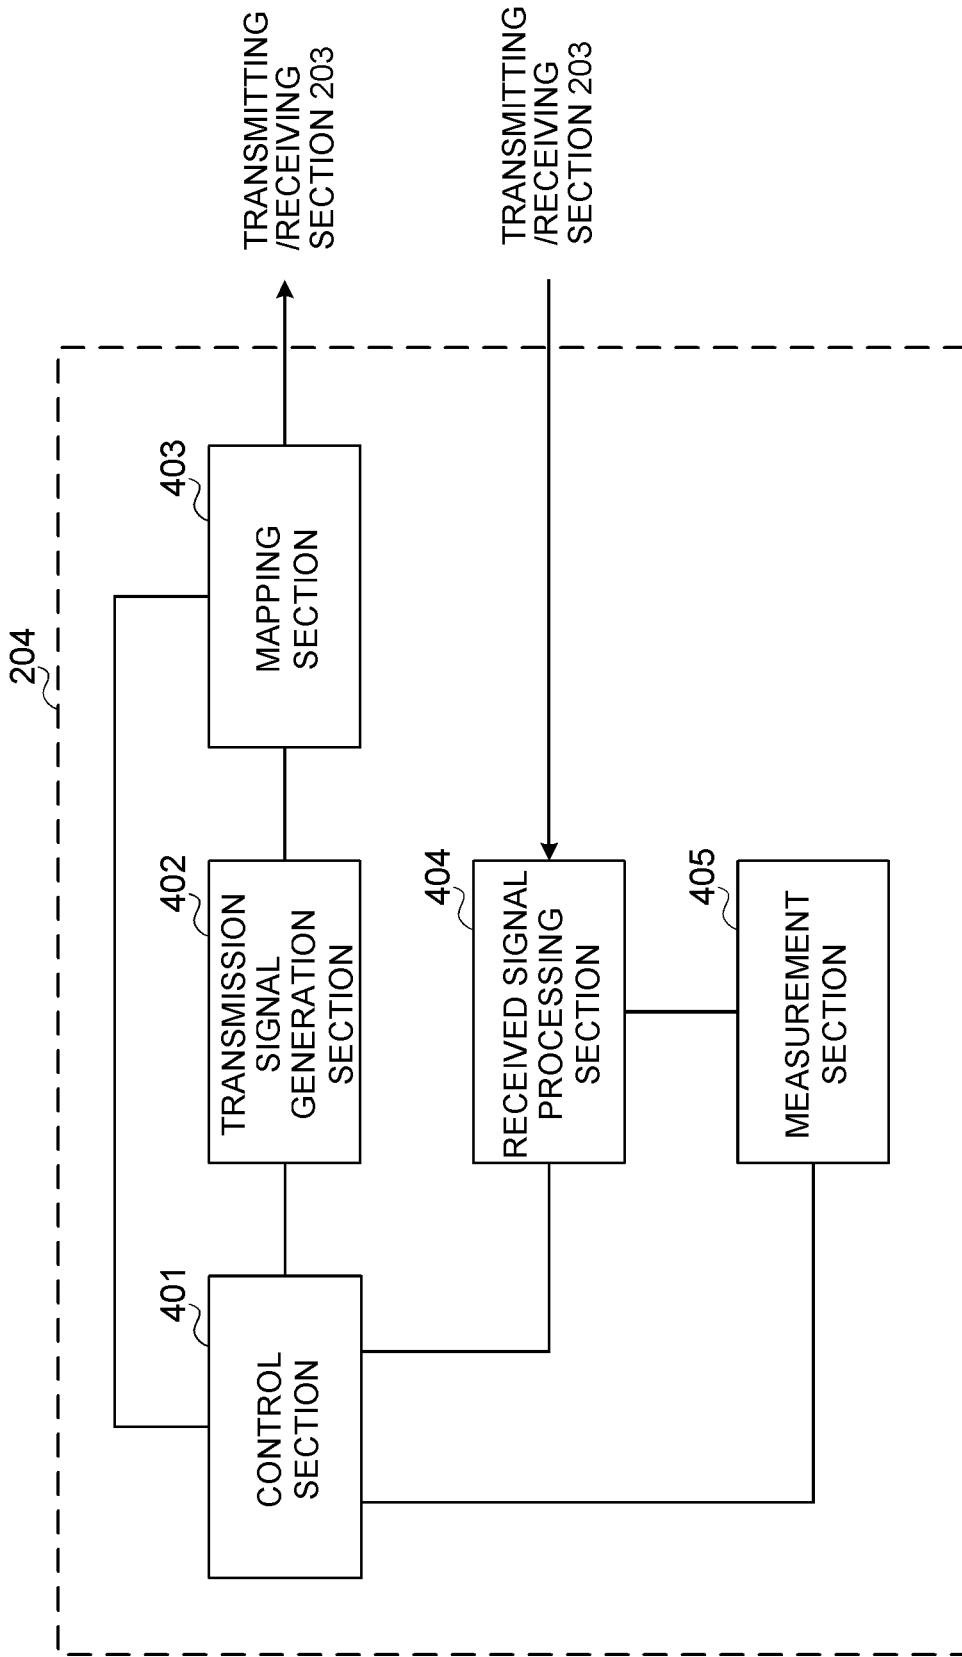 204
401
CONTROL
SECTION
402
TRANSMISSION
SIGNAL
GENERATION
SECTION
403
MAPPING
SECTION
TRANSMITTING
/RECEIVING
SECTION 203
404
RECEIVED SIGNAL
PROCESSING
SECTION
TRANSMITTING
/RECEIVING
SECTION 203
405
MEASUREMENT
SECTION